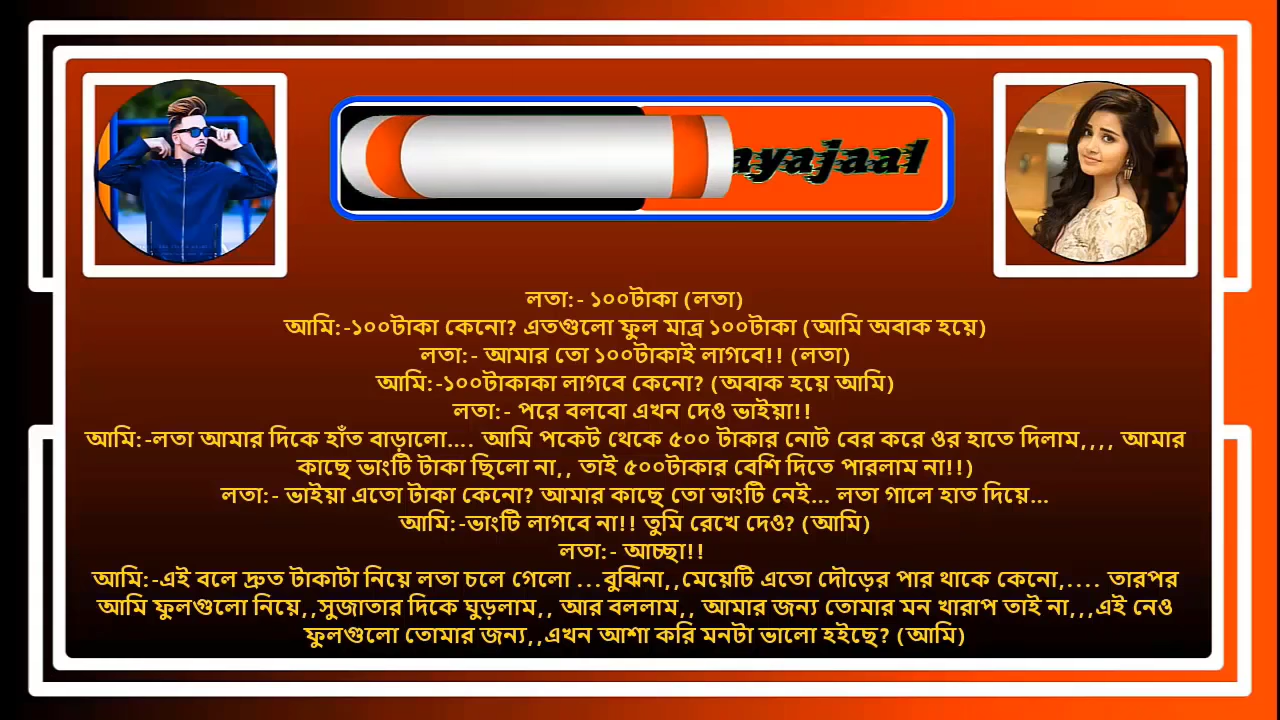 ayajaal
লতা:- ১০০টাকা (লতা)
আমি:-১০০টাকা কেনো? এতগুলো ফুল মাত্র ১০০টাকা (আমি অবাক হয়ে)
লতা:- আমার তো ১০০টাকাই লাগবে!! (লতা)
আমি:-১০০টাকাকা লাগবে কেনো? (অবাক হয়ে আমি)
লতা:- পরে বলবো এখন দেও ভাইয়া!!
আমি:-লতা আমার দিকে হাঁত বাড়ালো.... আমি পকেট থেকে ৫০০ টাকার নোট বের করে ওর হাতে দিলাম,,,, আমার
কাছে ভাংটি টাকা ছিলো না,, তাই ৫০০টাকার বেশি দিতে পারলাম না!!)
লতা:- ভাইয়া এতো টাকা কেনো? আমার কাছে তো ভাংটি নেই... লতা গালে হাত দিয়ে...
আমি:-ভাংটি লাগবে না!! তুমি রেখে দেও? (আমি)
লতা:- আচ্ছা!!
আমি:-এই বলে দ্রুত টাকাটা নিয়ে লতা চলে গেলো ...বুঝিনা,,মেয়েটি এতো দৌড়ের পার থাকে কেনো,.... তারপর
আমি ফুলগুলো নিয়ে,,সুজাতার দিকে ঘুড়লাম,, আর বললাম,, আমার জন্য তোমার মন খারাপ তাই না,,,এই নেও
ফুলগুলো তোমার জন্য,,এখন আশা করি মনটা ভালো হইছে? (আমি)